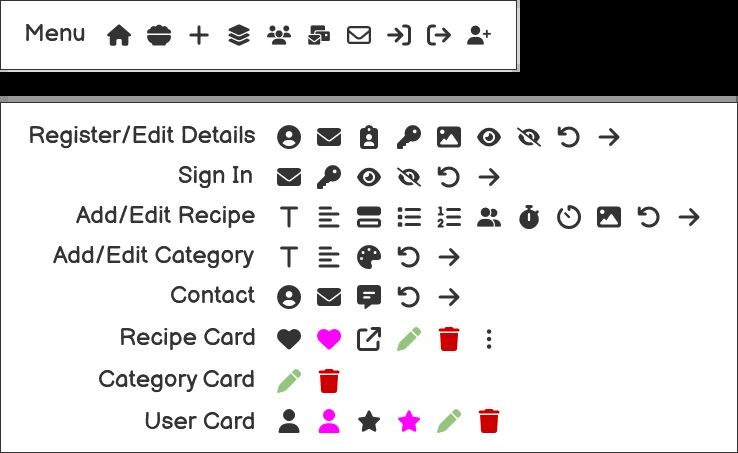 Menu
Register/Edit Details
Sign In
Add/Edit Recipe
Add/Edit Category
Contact
Recipe Card
Category Card
User Card